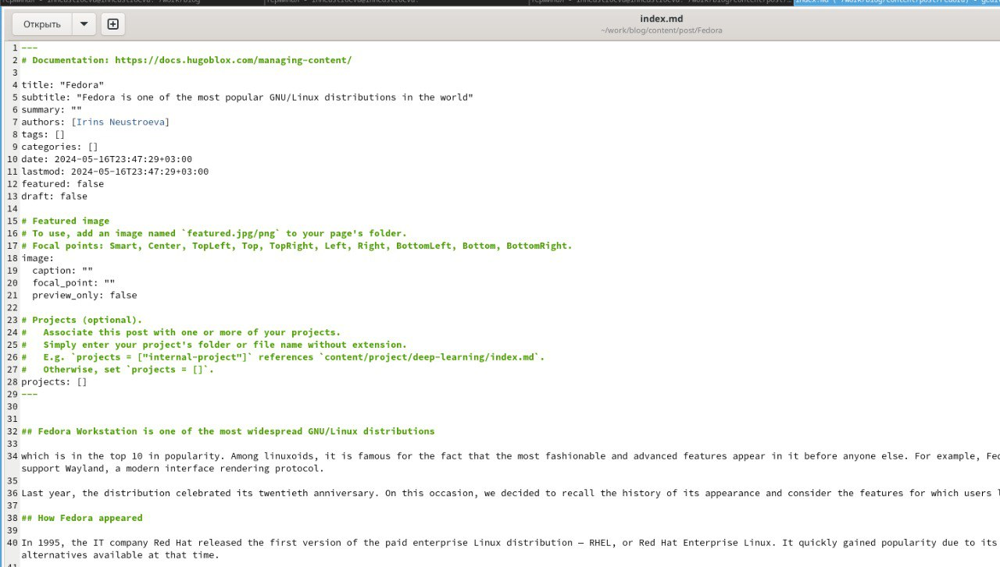 Открыть
index.md
~/work/blog/content/post/Fedora
1 ---
2 # Documentation: https://docs.hugoblox.com/managing-content/
3
4 title: "Fedora"
5 subtitle: "Fedora is one of the most popular GNU/Linux distributions in the world"
6 summary: ""
7 authors: [Irins Neustroeva]
8 tags: []
9 categories: []
10 date: 2024-05-16T23:47:29+03:00
11 lastmod: 2024-05-16T23:47:29+03:00
12 featured: false
13 draft: false
14
15 # Featured image
16 # To use, add an image named `featured.jpg/png` to your page's folder.
17 # Focal points: Smart, Center, TopLeft, Top, TopRight, Left, Right, BottomLeft, Bottom, BottomRight.
18 image:
19   caption: ""
20   focal_point: ""
21   preview_only: false
22
23 # Projects (optional).
24 #   Associate this post with one or more of your projects.
25 #   Simply enter your project's folder or file name without extension.
26 #   E.g. `projects = ["internal-project"]` references `content/project/deep-learning/index.md`.
27 #   Otherwise, set `projects = []`.
28 projects: []
29 ---
30
31
32 ## Fedora Workstation is one of the most widespread GNU/Linux distributions
33
34 which is in the top 10 in popularity. Among linuxoids, it is famous for the fact that the most fashionable and advanced features appear in it before anyone else. For example,
support Wayland, a modern interface rendering protocol.
35
36 Last year, the distribution celebrated its twentieth anniversary. On this occasion, we decided to recall the history of its appearance and consider the features for which users
37
38 ## How Fedora appeared
39
40 In 1995, the IT company Red Hat released the first version of the paid enterprise Linux distribution — RHEL, or Red Hat Enterprise Linux. It quickly gained popularity due to its
alternatives available at that time.